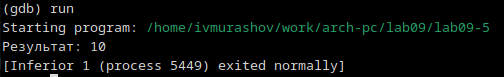 (gdb) run
Starting program: /home/ivmurashov/work/arch-pc/lab09/lab09-5
Результат: 10
[Inferior 1 (process 5449) exited normally]